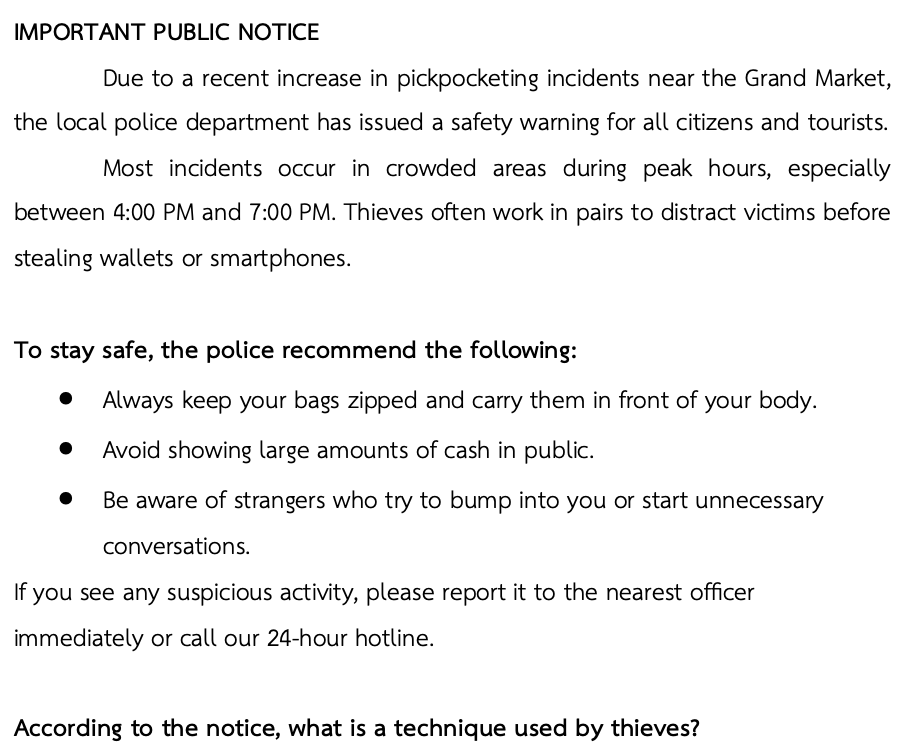 IMPORTANT PUBLIC NOTICE
Due to a recent increase in pickpocketing incidents near the Grand Market,
the local police department has issued a safety warning for all citizens and tourists.
Most incidents occur in crowded areas during peak hours, especially
between 4:00 PM and 7:00 PM. Thieves often work in pairs to distract victims before
stealing wallets or smartphones.
To stay safe, the police recommend the following:
● Always keep your bags zipped and carry them in front of your body.
● Avoid showing large amounts of cash in public.
● Be aware of strangers who try to bump into you or start unnecessary
conversations.
If you see any suspicious activity, please report it to the nearest officer
immediately or call our 24-hour hotline.
According to the notice, what is a technique used by thieves?